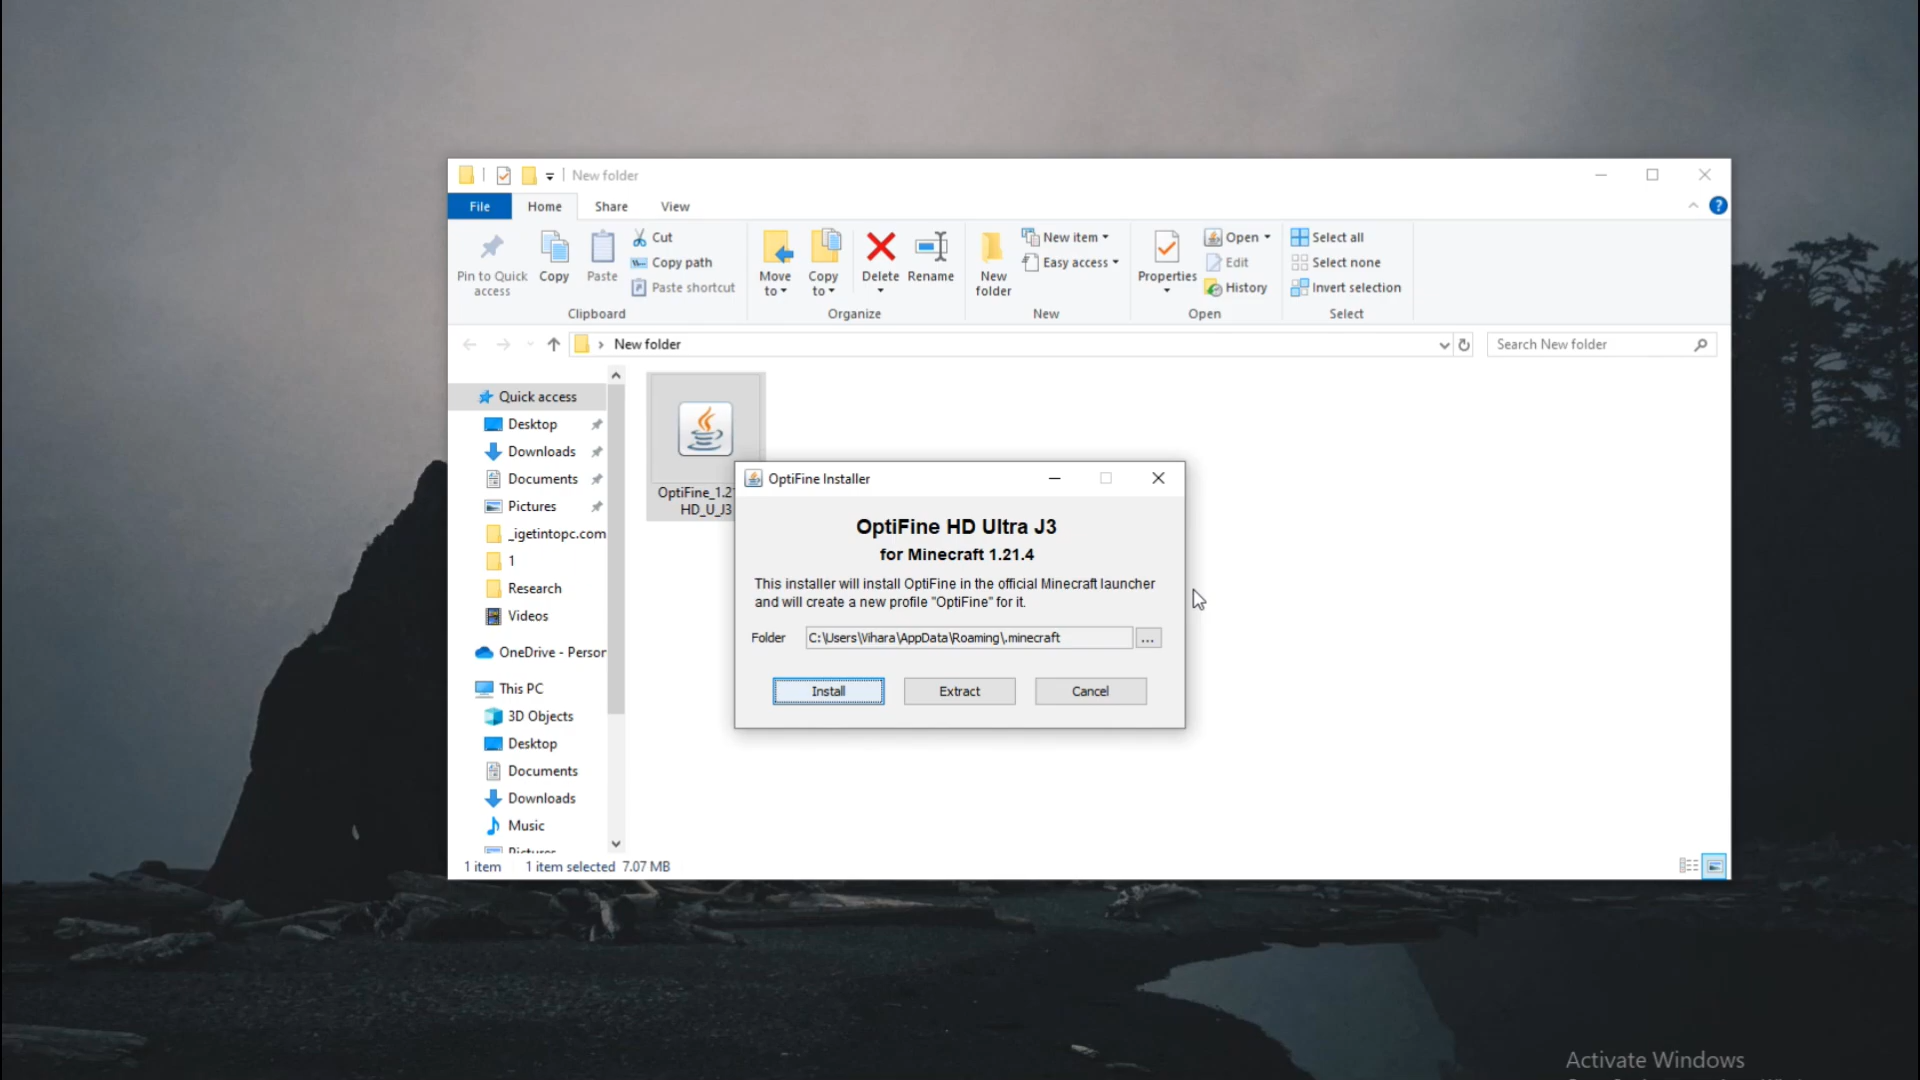 New folder
File Home Share View
Pin to Quick access
Copy
Paste
Cut
Copy path
Paste shortcut
Clipboard
Move to
Copy to
Delete
Rename
Organize
New folder
New item
Easy access
New
Properties
Open
Edit
History
Open
Select all
Select none
Invert selection
Select
New folder
Search New folder
Quick access
Desktop
Downloads
Documents
Pictures
_igetintopc.com
1
Research
Videos
OneDrive - Person
This PC
3D Objects
Desktop
Documents
Downloads
Music
Pictures
OptiFine_1.21
HD_U_J3
OptiFine Installer
OptiFine HD Ultra J3
for Minecraft 1.21.4
This installer will install OptiFine in the official Minecraft launcher
and will create a new profile "OptiFine" for it.
Folder C:\Users\Vihara\AppData\Roaming\.minecraft ...
Install Extract Cancel
1 item 1 item selected 7.07 MB
Activate Windows